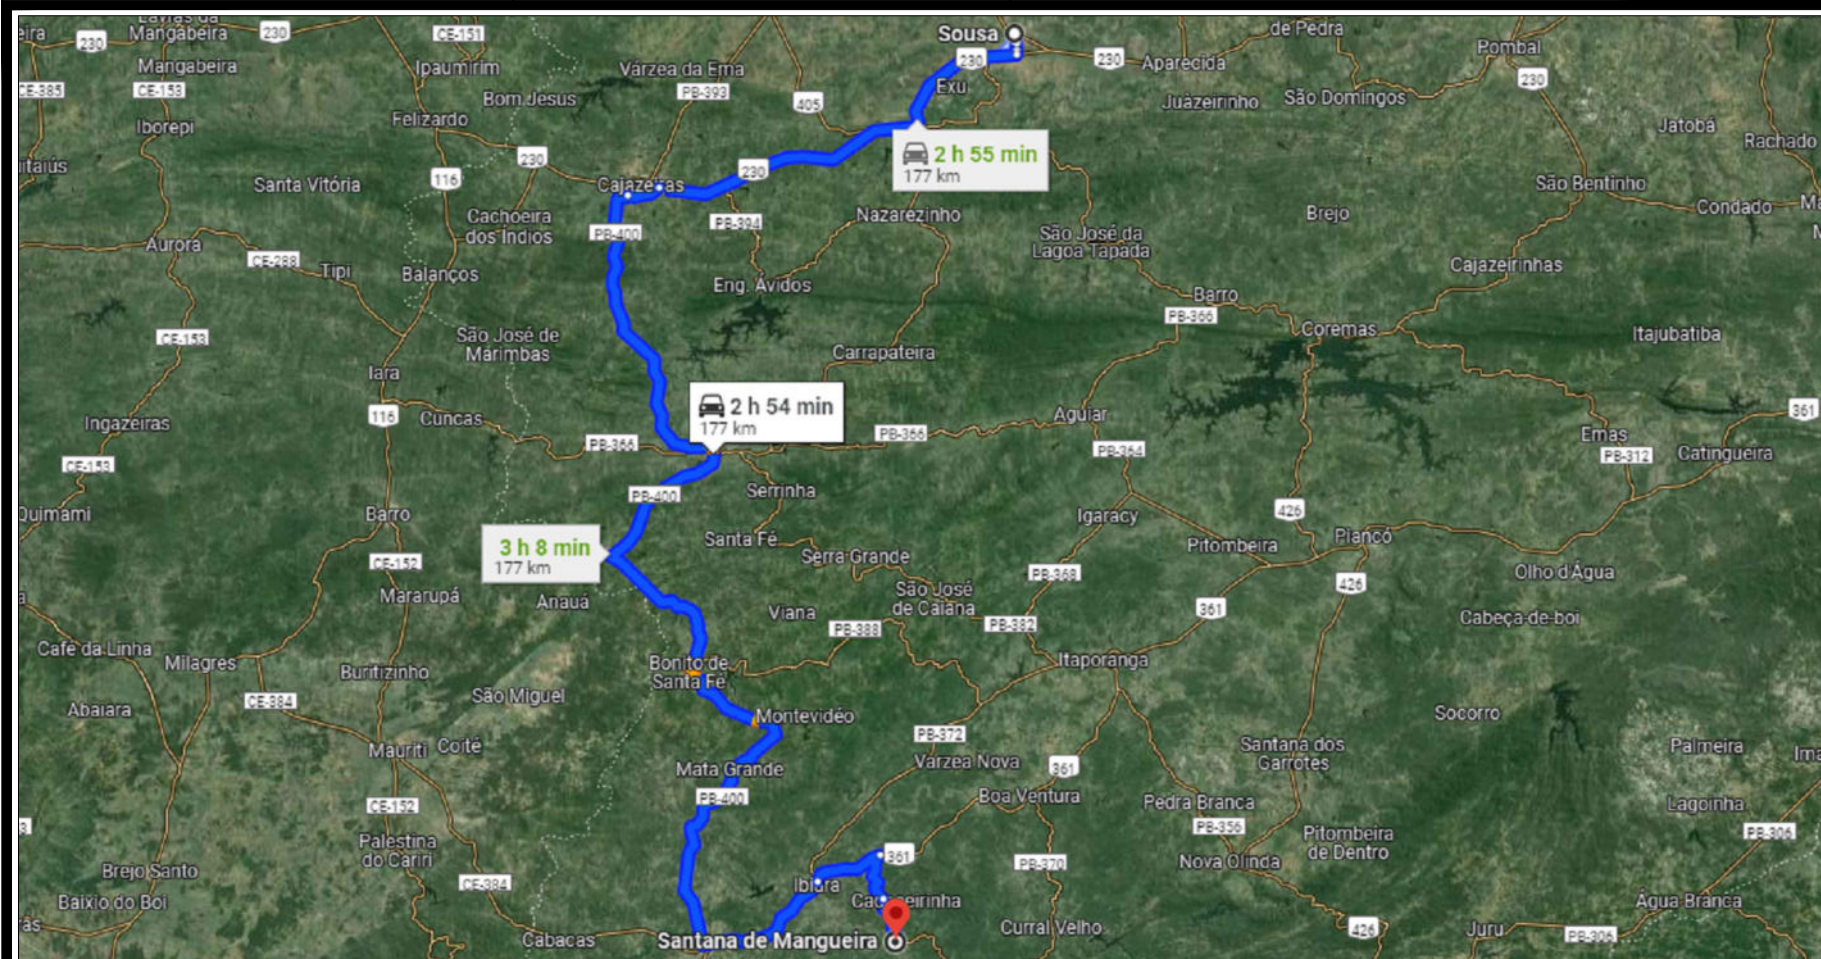 Lavras da
Mangabeira
eira
230
230
CE-151
Sousa
de Pedra
Pombal
230
Mangabeira
Ipaumirim
Várzea da Ema
230
230
Aparecida
CE-385
CE-153
Bom Jesus
PB-393
405
Exu
Juàzeirinho
São Domingos
Iborepi
Felizardo
Jatobá
Rachado
2 h 55 min
177 km
itaiús
230
Santa Vitória
116
Cajazeiras
230
São Bentinho
Condado
Cachoeira
dos Índios
PB-400
PB-394
Nazarezinho
Brejo
Aurora
São José da
Lagoa Tapada
CE-288
Tipi
Balanços
Eng. Ávidos
Cajazeirinhas
Barro
PB-366
CE-153
São José de
Marimbas
Carrapateira
Coremas
Itajubatiba
Iara
116
Cuncas
2 h 54 min
177 km
Aguiar
361
Ingazeiras
PB-366
PB-366
PB-364
Emas
PB-312
Catingueira
CE-153
PB-400
Serrinha
Quimami
Barro
Igaracy
426
3 h 8 min
177 km
Santa Fé
Serra Grande
Pitombeira
Piancó
CE-152
PB-368
Olho d'Água
426
Mararupá
Anauá
Viana
São José
de Caiana
361
Cabeça-de-boi
PB-388
PB-382
Café da Linha
Milagres
Buritizinho
Bonito de
Santa Fé
Itaporanga
CE-384
São Miguel
Abaiara
Montevidéo
Socorro
Mauriti
Coité
PB-372
Santana dos
Garrotes
Palmeira
Mata Grande
Várzea Nova
361
PB-400
Boa Ventura
Pedra Branca
Lagoinha
CE-152
PB-356
PB-306
Palestina
do Cariri
Pitombeira
de Dentro
361
PB-370
Nova Olinda
Brejo Santo
CE-384
Ibiara
Baixio do Boi
Água Branca
Curral Velho
426
Juru
PB-306
Cabaças
Santana de Mangueira